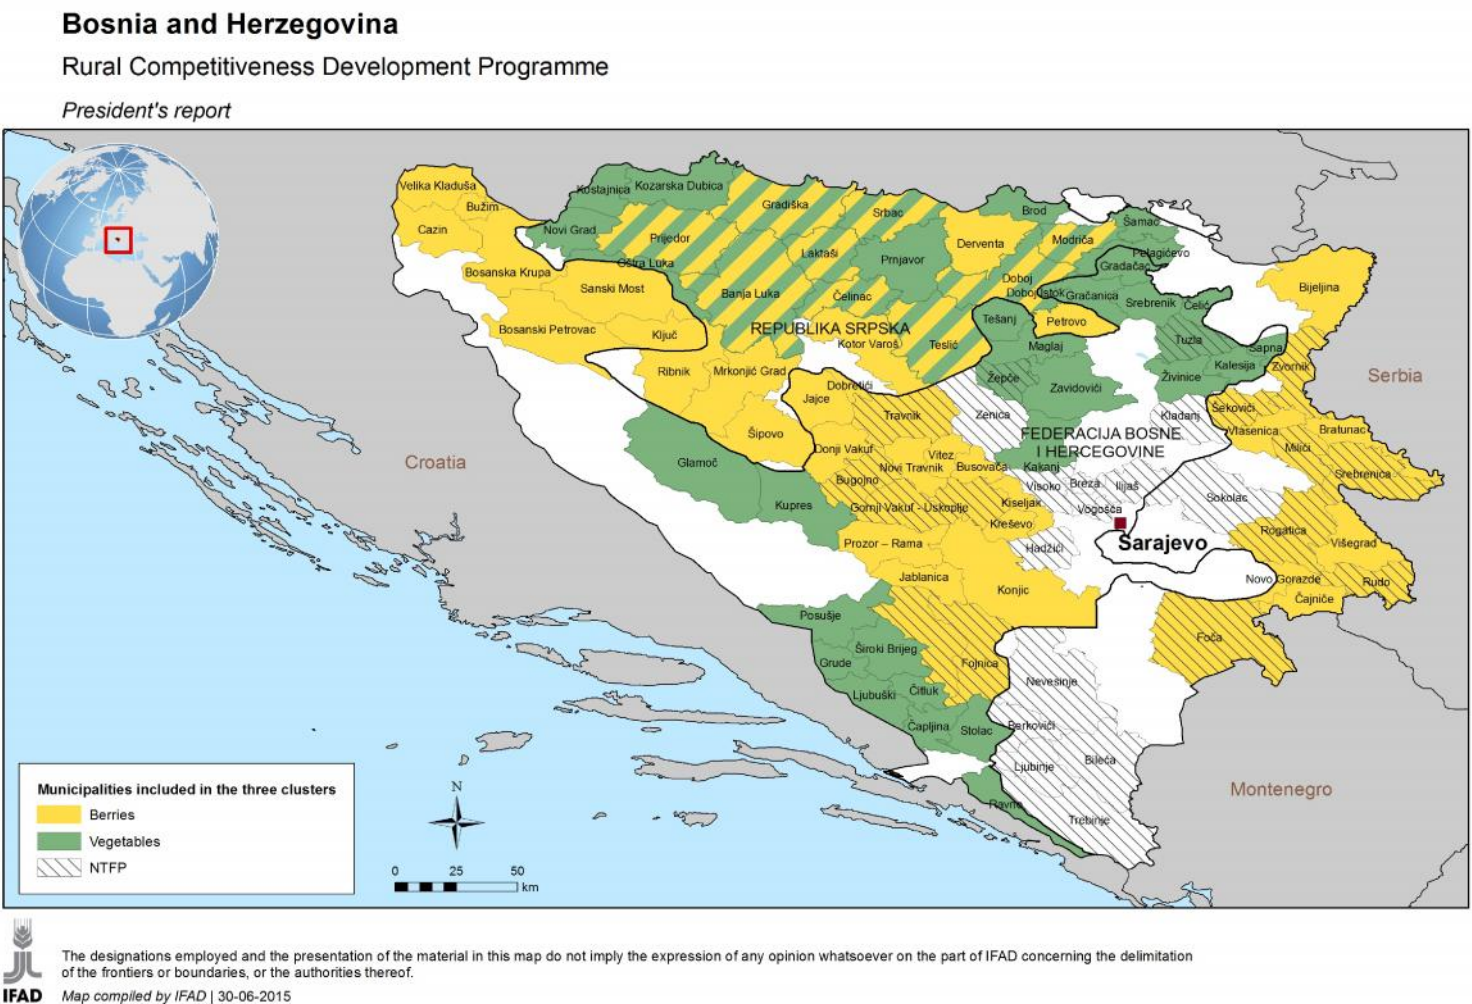 Bosnia and Herzegovina
Rural Competitiveness Development Programme
President's report
Velika Kladuša
Bužim
Cazin
Bosanska Krupa
Sanski Most
Bosanski Petrovac
Ključ
Kostajnica
Kozarska Dubica
Novi Grad
Prijedor
Oštra Luka
Gradiška
Srbac
Laktaši
Prnjavor
Banja Luka
Čelinac
Derventa
Brod
Modriča
Šamac
Pelagićevo
Gradačac
Doboj
Doboj Istok
Gračanica
Srebrenik
Čelić
Bijeljina
REPUBLIKA SRPSKA
Kotor Varoš
Teslić
Tešanj
Petrovo
Maglaj
Tuzla
Sapna
Kalesija
Zvornik
Živinice
Serbia
Ribnik
Mrkonjić Grad
Dobretići
Jajce
Žepče
Zavidovići
Travnik
Zenica
Kladanj
Šekovići
Šipovo
FEDERACIJA BOSNE
I HERCEGOVINE
Vlasenica
Bratunac
Milići
Srebrenica
Croatia
Glamoč
Donji Vakuf
Vitez
Novi Travnik
Busovača
Kakanj
Bugojno
Visoko
Breza
Ilijaš
Sokolac
Kupres
Gornji Vakuf - Uskoplje
Kiseljak
Vogošća
Kreševo
Prozor – Rama
Hadžići
Sarajevo
Rogatica
Višegrad
Jablanica
Konjic
Novo Gorazde
Rudo
Čajniče
Posušje
Široki Brijeg
Grude
Fojnica
Foča
Nevesinje
Ljubuški
Čitluk
Čapljina
Stolac
Berkovići
Ljubinje
Bileća
Ravno
Trebinje
Montenegro
Municipalities included in the three clusters
Berries
Vegetables
NTFP
N
0 25 50
km
The designations employed and the presentation of the material in this map do not imply the expression of any opinion whatsoever on the part of IFAD concerning the delimitation
of the frontiers or boundaries, or the authorities thereof.
IFAD Map compiled by IFAD | 30-06-2015